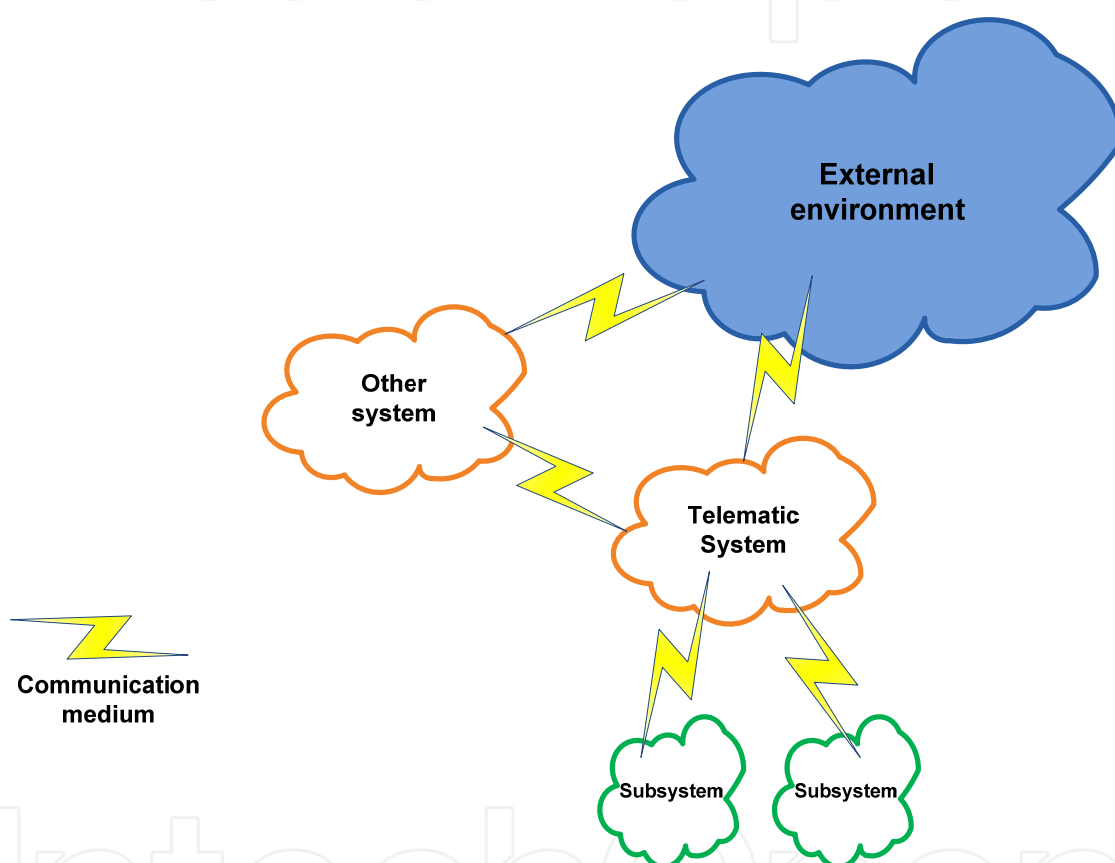 External
environment
Other
system
Telematic
System
Communication
medium
Subsystem
Subsystem